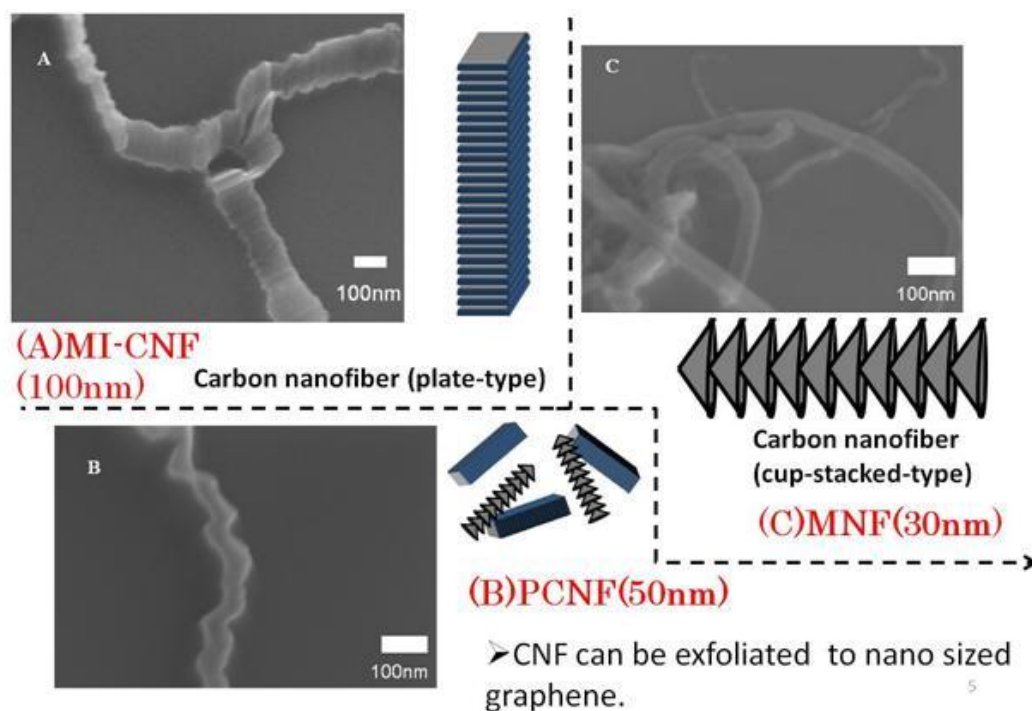 A
100nm
(A)MI-CNF
(100nm)
Carbon nanofiber (plate-type)
C
100nm
Carbon nanofiber
(cup-stacked-type)
(C)MNF(30nm)
B
100nm
(B)PCNF(50nm)
➢CNF can be exfoliated to nano sized
graphene.
5